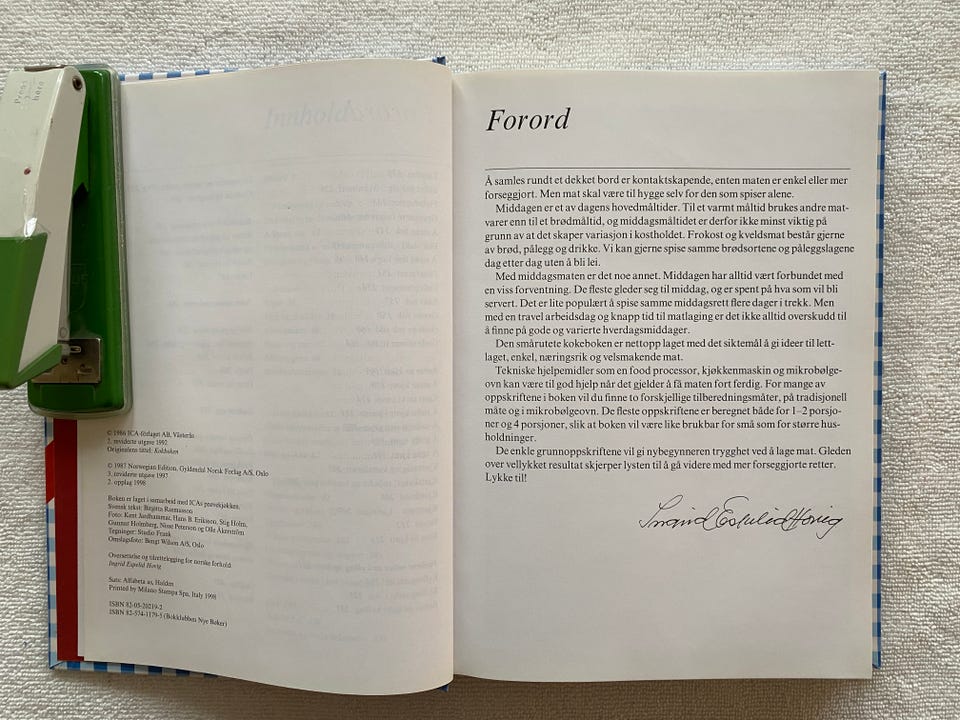 © 1986 ICA-förlaget AB, Västerås
2. reviderte utgave 1992
Originalens tittel: Kokboken
© 1987 Norwegian Edition, Gyldendal Norsk Forlag A/S, Oslo
3. reviderte utgave 1997
2. opplag 1998
Boken er laget i samarbeid med ICAs prøvekjøkken.
Svensk tekst: Birgitta Rasmusson
Foto: Kent Jardhammar, Hans B. Eriksson, Stig Holm,
Gunnar Holmberg, Nisse Peterson og Olle Åkerström
Tegninger: Studio Frank
Omslagsfoto: Bengt Wilson A/S, Oslo
Oversettelse og tilrettelegging for norske forhold:
Ingrid Espelid Hovig
Sats: Alfabeta as, Halden
Printed by Milano Stampa Spa, Italy 1998
ISBN 82-05-20219-2
ISBN 82-574-1179-5 (Bokklubben Nye Bøker)
Forord
Å samles rundt et dekket bord er kontaktskapende, enten maten er enkel eller mer
forseggjort. Men mat skal være til hygge selv for den som spiser alene.
Middagen er et av dagens hovedmåltider. Til et varmt måltid brukes andre mat-
varer enn til et brødmåltid, og middagsmåltidet er derfor ikke minst viktig på
grunn av at det skaper variasjon i kostholdet. Frokost og kveldsmat består gjerne
av brød, pålegg og drikke. Vi kan gjerne spise samme brødsortene og påleggslagene
dag etter dag uten å bli lei.
Med middagsmaten er det noe annet. Middagen har alltid vært forbundet med
en viss forventning. De fleste gleder seg til middag, og er spent på hva som vil bli
servert. Det er lite populært å spise samme middagsrett flere dager i trekk. Men
med en travel arbeidsdag og knapp tid til matlaging er det ikke alltid overskudd til
å finne på gode og varierte hverdagsmiddager.
Den smårutete kokeboken er nettopp laget med det siktemål å gi ideer til lett-
laget, enkel, næringsrik og velsmakende mat.
Tekniske hjelpemidler som en food processor, kjøkkenmaskin og mikrobølge-
ovn kan være til god hjelp når det gjelder å få maten fort ferdig. For mange av
oppskriftene i boken vil du finne to forskjellige tilberedningsmåter, på tradisjonell
måte og i mikrobølgeovn. De fleste oppskriftene er beregnet både for 1–2 porsjo-
ner og 4 porsjoner, slik at boken vil være like brukbar for små som for større hus-
holdninger.
De enkle grunnoppskriftene vil gi nybegynneren trygghet ved å lage mat. Gleden
over vellykket resultat skjerper lysten til å gå videre med mer forseggjorte retter.
Lykke til!
Ingrid Espelid Hovig